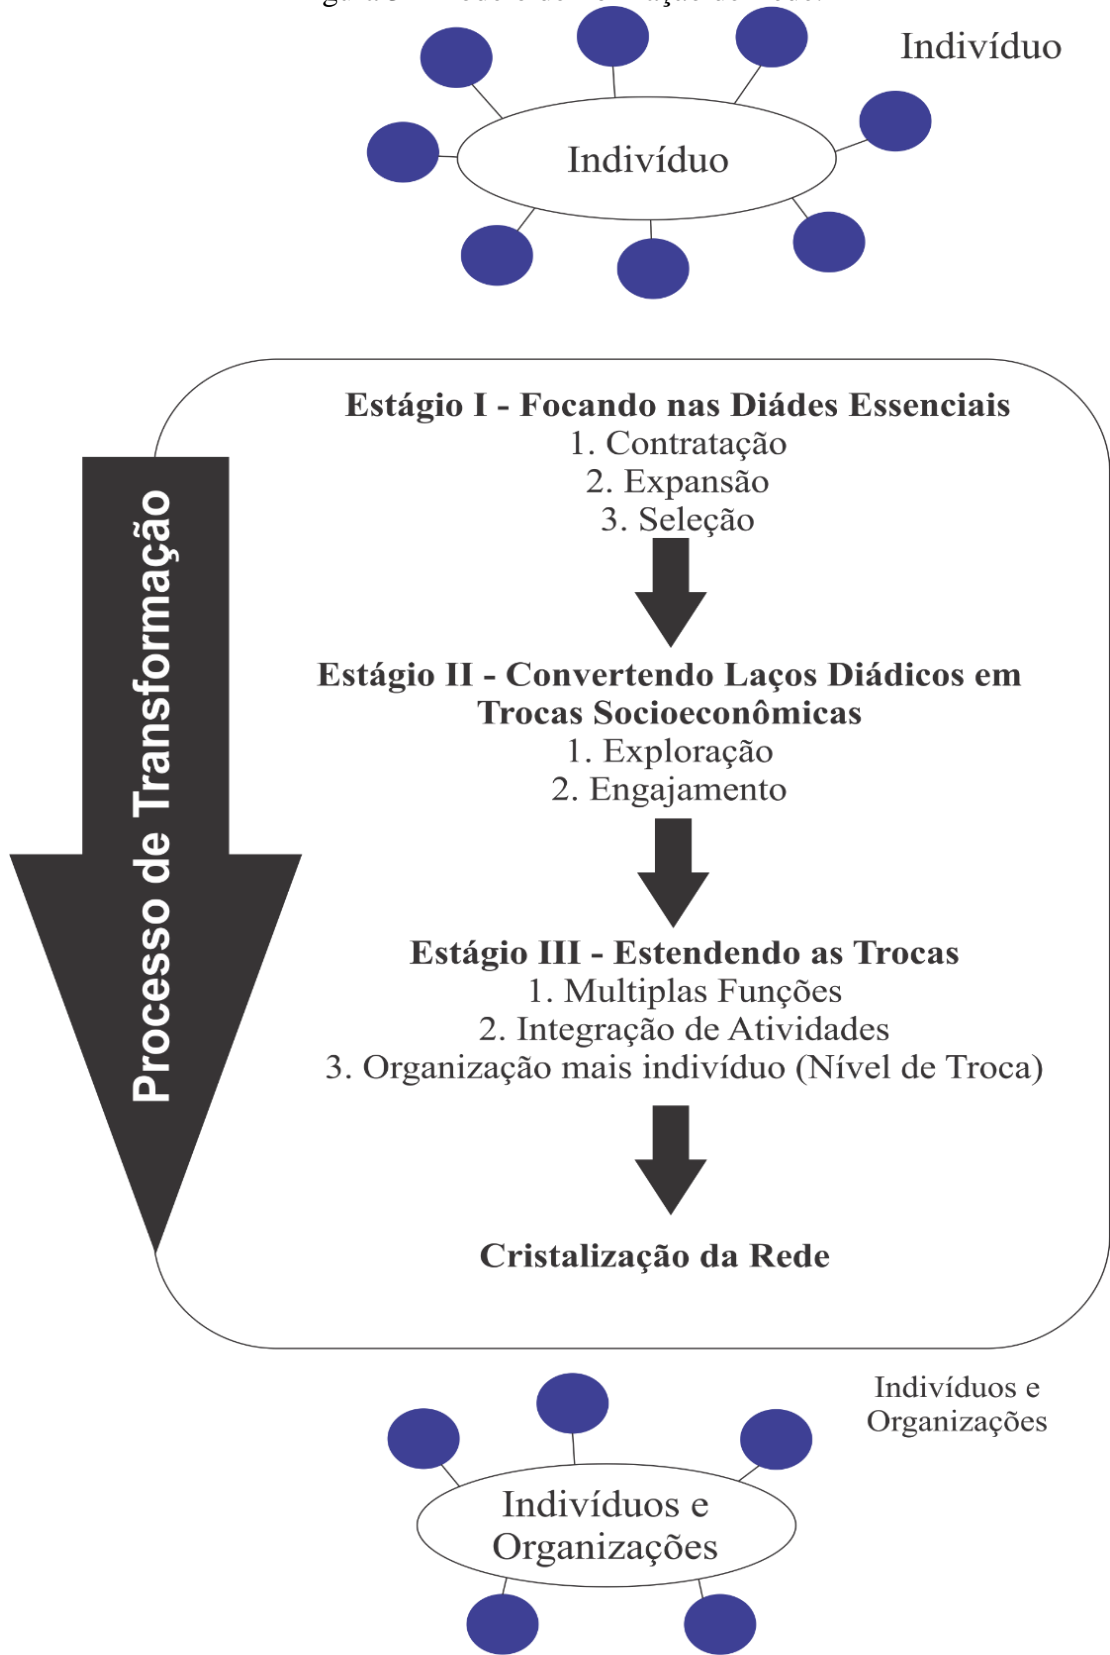 Indivíduo
Indivíduo
Estágio I - Focando nas Diádes Essenciais
1. Contratação
2. Expansão
3. Seleção
Processo de Transformação
Estágio II - Convertendo Laços Diádicos em
Trocas Socioeconômicas
1. Exploração
2. Engajamento
Estágio III - Estendendo as Trocas
1. Multiplas Funções
2. Integração de Atividades
3. Organização mais indivíduo (Nível de Troca)
Cristalização da Rede
Indivíduos e
Organizações
Indivíduos e
Organizações